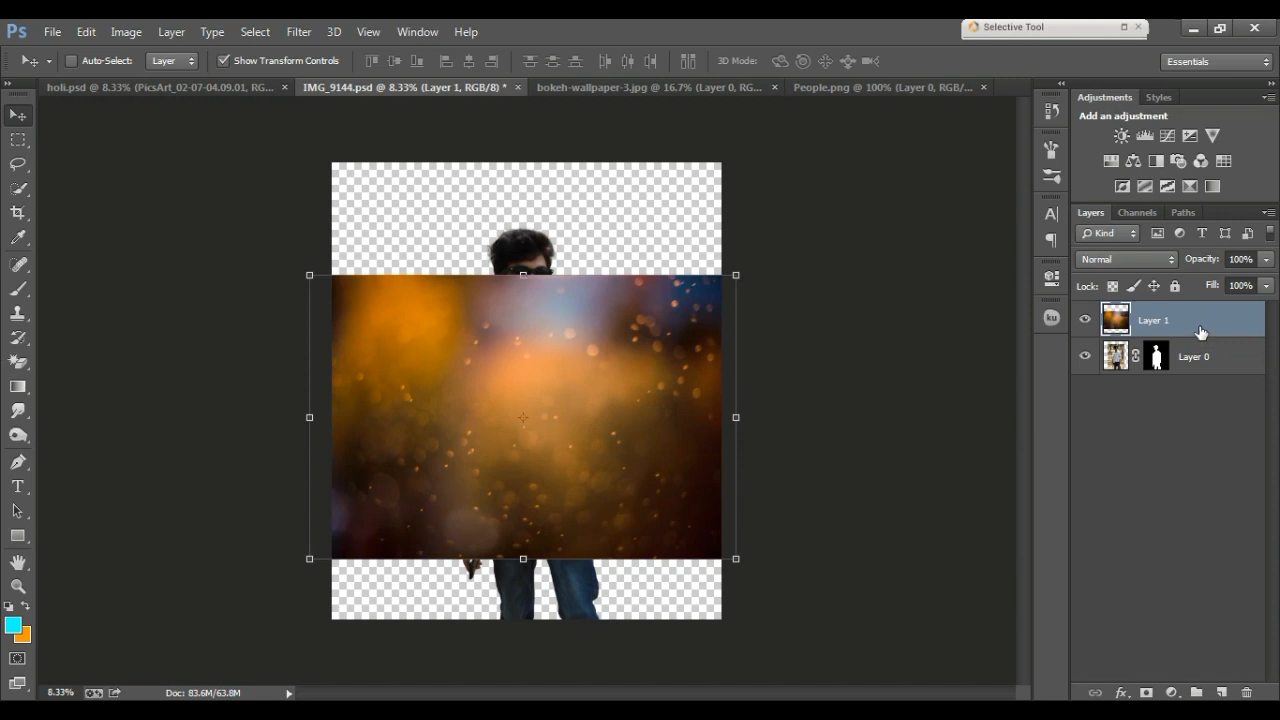 Ps File Edit Image Layer Type Select Filter 3D View Window Help
Selective Tool
Auto-Select: Layer Show Transform Controls 3D Mode: Essentials
holi.psd @ 8.33% (PicsArt_02-07-04.09.01, RG... × IMG_9144.psd @ 8.33% (Layer 1, RGB/8) * × bokeh-wallpaper-3.jpg @ 16.7% (Layer 0, RG... × People.png @ 100% (Layer 0, RGB/... ×
Adjustments Styles
Add an adjustment
Layers Channels Paths
Kind
Normal Opacity: 100%
Lock: Fill: 100%
Layer 1
Layer 0
A
ku
T
8.33% Doc: 83.6M/63.8M
fx